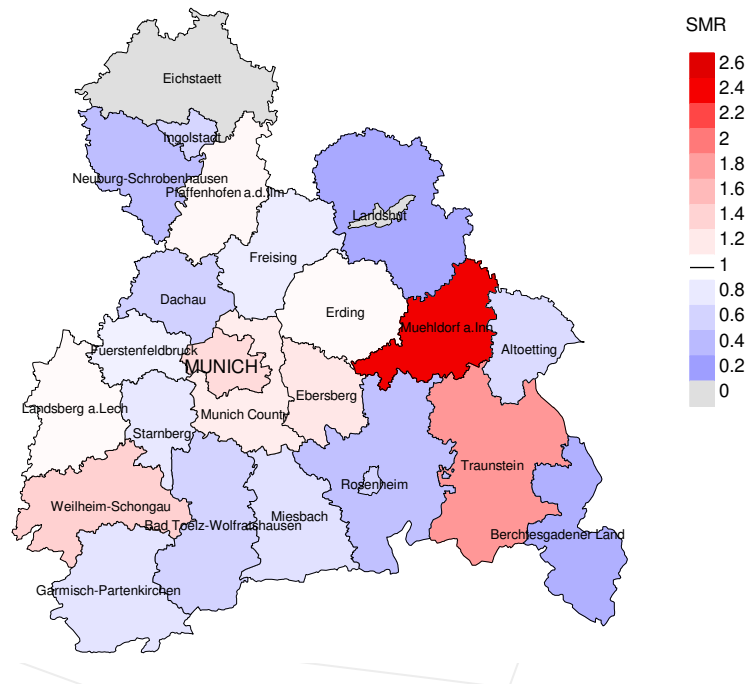 SMR
2.6
2.4
2.2
2
1.8
1.6
1.4
1.2
1
0.8
0.6
0.4
0.2
0
Eichstaett
Ingolstadt
Neuburg-Schrobenhausen
Pfaffenhofen a.d.Ilm
Landshut
Freising
Dachau
Erding
Muehldorf a.Inn
Altoetting
Fuerstenfeldbruck
MUNICH
Ebersberg
Landsberg a.Lech
Munich County
Starnberg
Traunstein
Rosenheim
Weilheim-Schongau
Miesbach
Bad Toelz-Wolfratshausen
Berchtesgadener Land
Garmisch-Partenkirchen